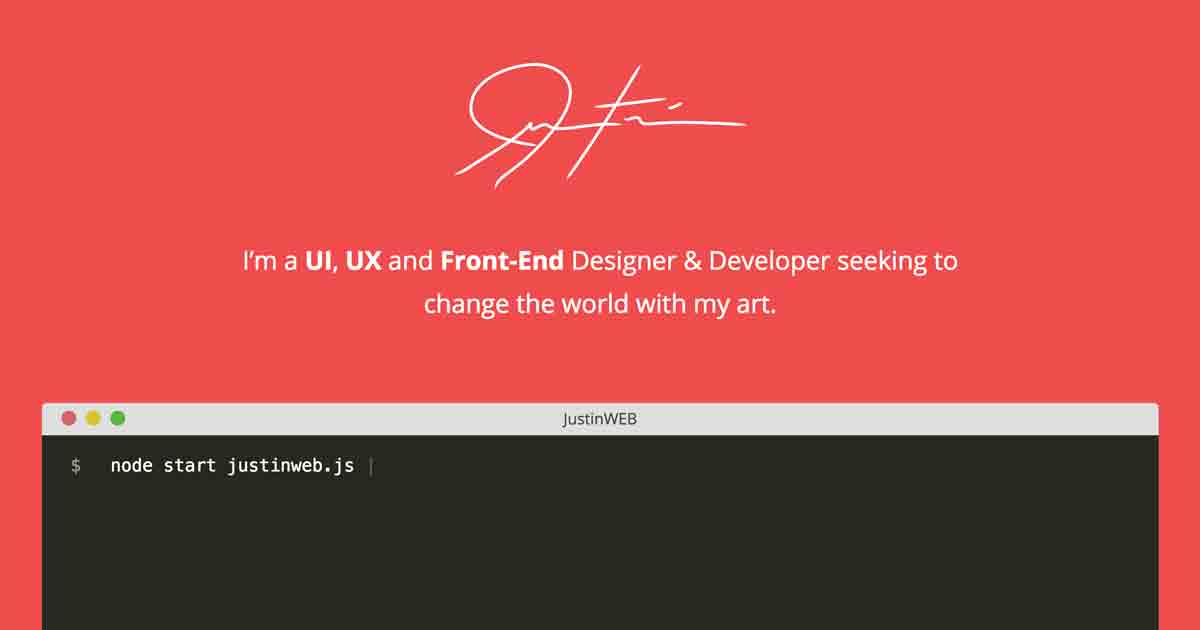 Justin
I’m a UI, UX and Front-End Designer & Developer seeking to
change the world with my art.
JustinWEB
$ node start justinweb.js